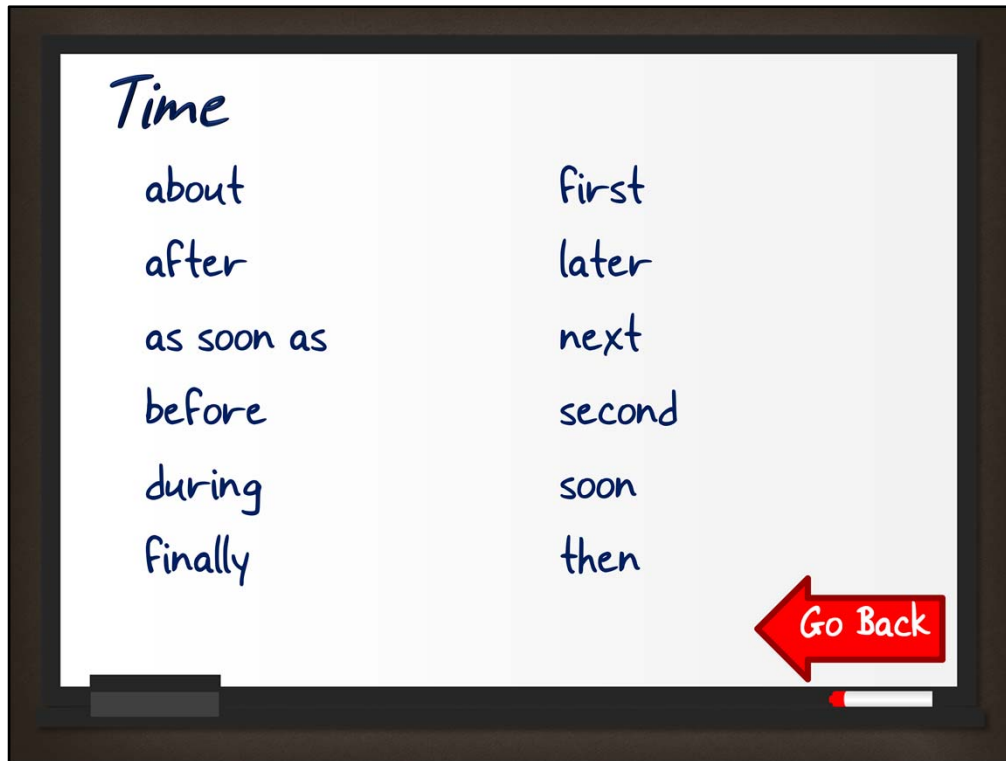 Time
about
after
as soon as
before
during
finally
first
later
next
second
soon
then
Go Back